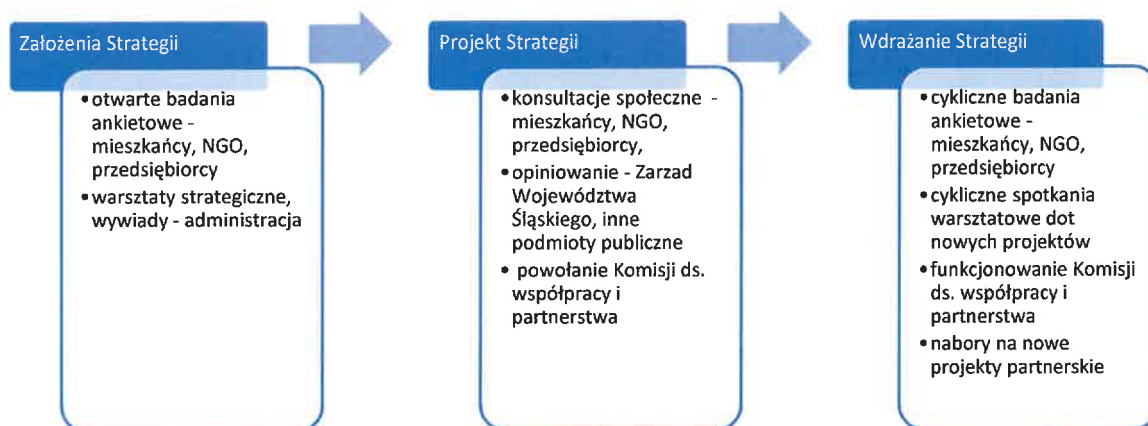 Założenia Strategii
•otwarte badania
ankietowe -
mieszkańcy, NGO,
przedsiębiorcy
•warsztaty strategiczne,
wywiady - administracja
Projekt Strategii
•konsultacje społeczne -
mieszkańcy, NGO,
przedsiębiorcy,
•opiniowanie - Zarzad
Województwa
Śląskiego, inne
podmioty publiczne
• powołanie Komisji ds.
współpracy i
partnerstwa
Wdrażanie Strategii
•cykliczne badania
ankietowe -
mieszkańcy, NGO,
przedsiębiorcy
•cykliczne spotkania
warsztatowe dot
nowych projektów
•funkcjonowanie Komisji
ds. współpracy i
partnerstwa
•nabory na nowe
projekty partnerskie